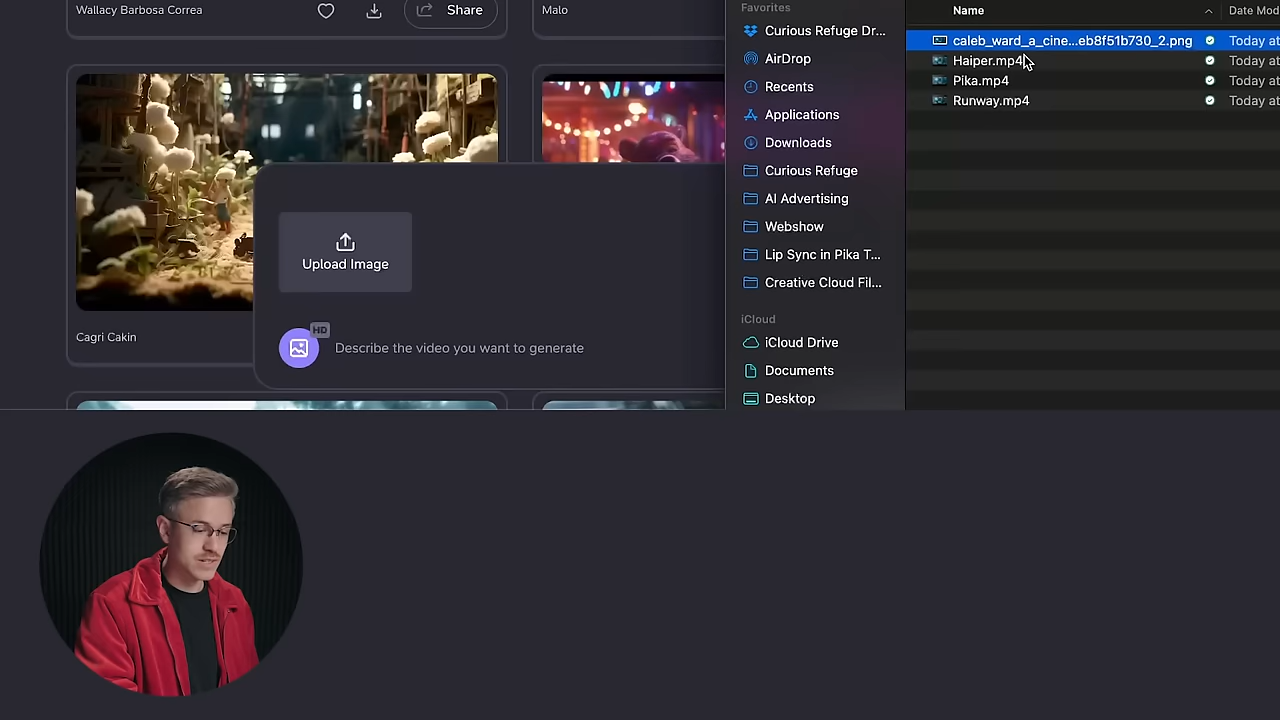 Wallacy Barbosa Correa
Share
Malo
Cagri Cakin
Upload Image
HD
Describe the video you want to generate
Favorites
Curious Refuge Dr...
AirDrop
Recents
Applications
Downloads
Curious Refuge
AI Advertising
Webshow
Lip Sync in Pika T...
Creative Cloud Fil...
iCloud
iCloud Drive
Documents
Desktop
Name
Date Mod
caleb_ward_a_cine...eb8f51b730_2.png
Today at
Haiper.mp4
Today at
Pika.mp4
Today at
Runway.mp4
Today at